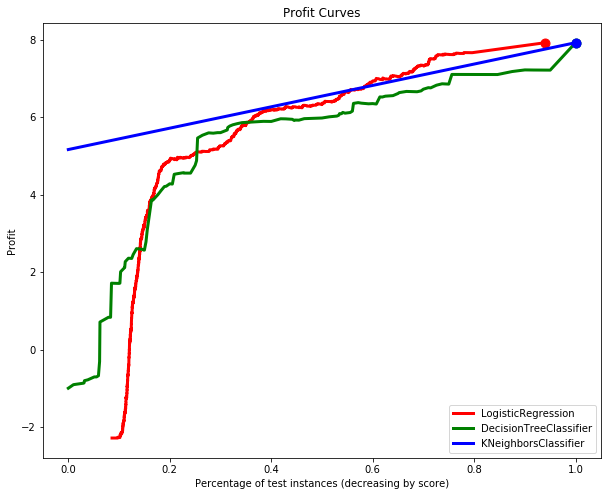 Profit Curves
Profit
8
6
4
2
0
−2
0.0 0.2 0.4 0.6 0.8 1.0
Percentage of test instances (decreasing by score)
LogisticRegression
DecisionTreeClassifier
KNeighborsClassifier